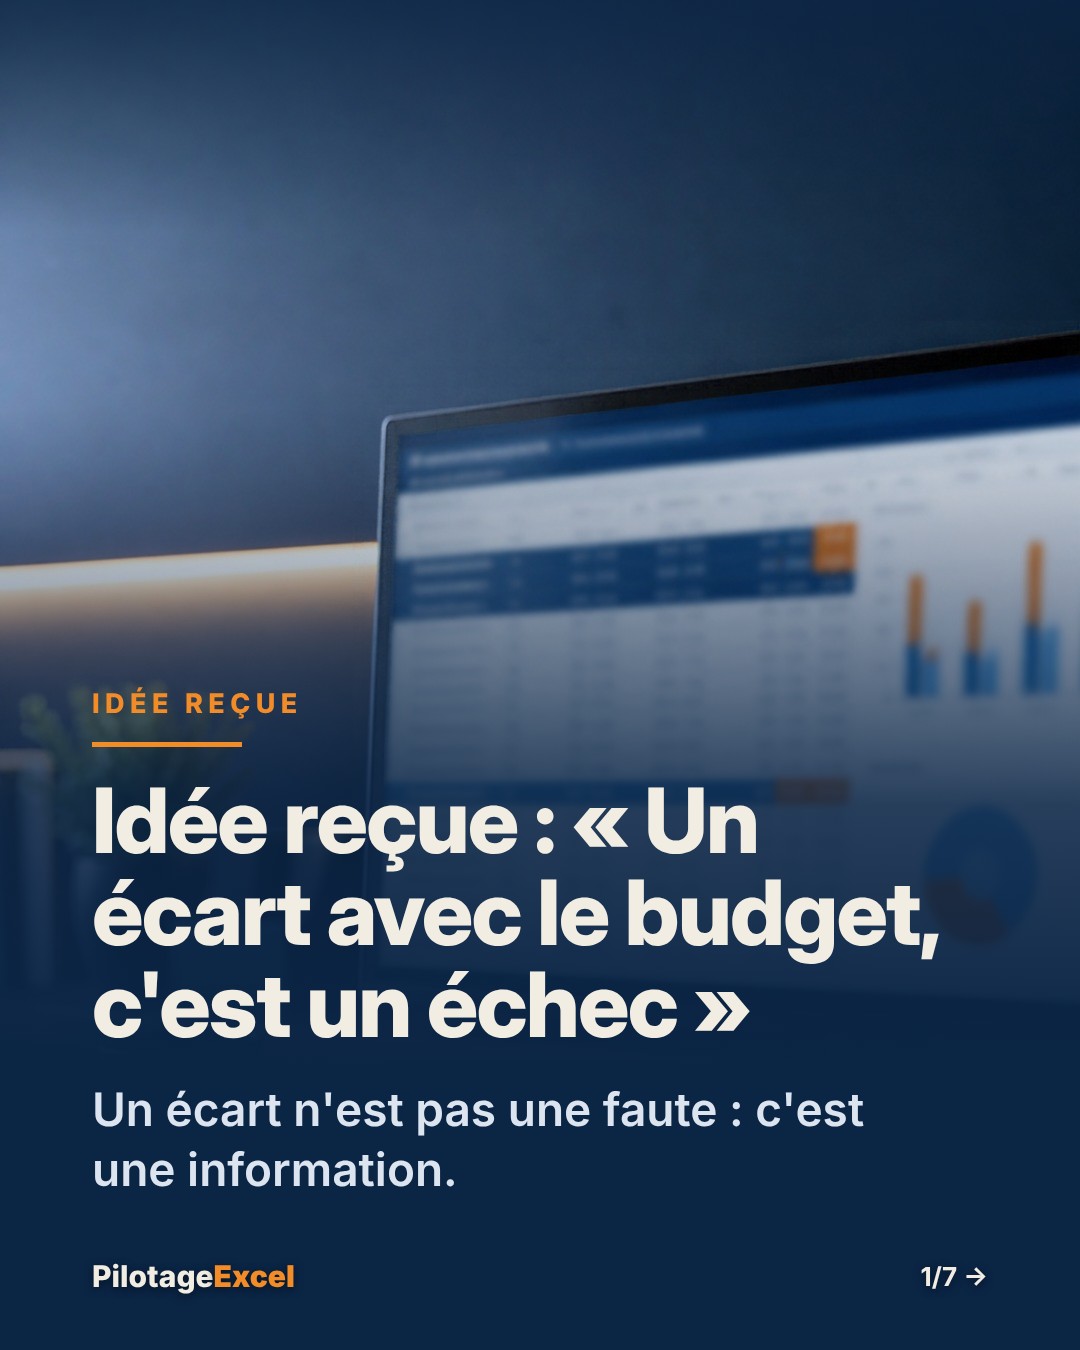 IDÉE REÇUE
Idée reçue : « Un
écart avec le budget,
c'est un échec »
Un écart n'est pas une faute : c'est
une information.
PilotageExcel
1/7 →